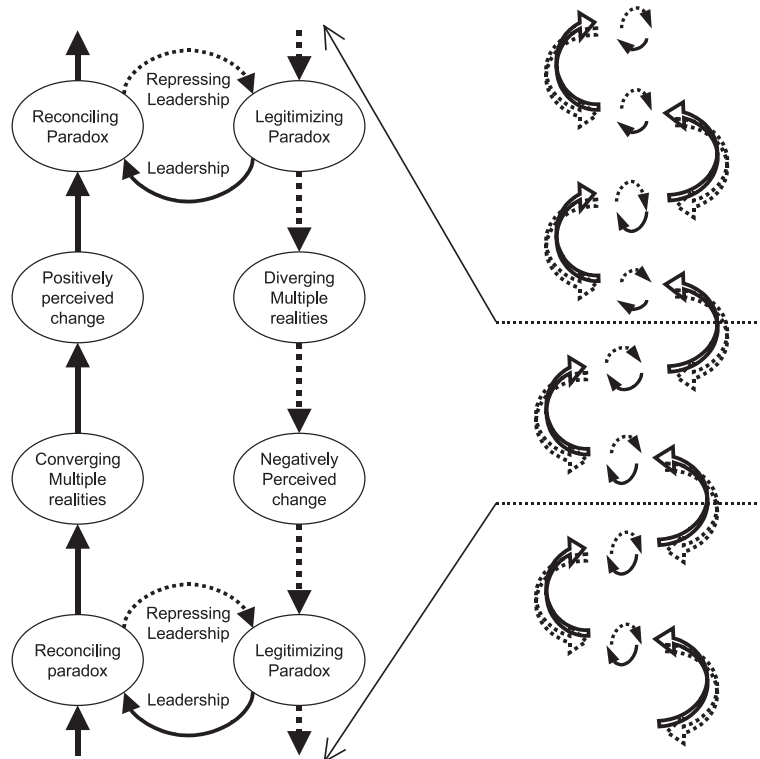 Repressing
Leadership
Reconciling
Paradox
Legitimizing
Paradox
Leadership
Positively
perceived
change
Diverging
Multiple
realities
Converging
Multiple
realities
Negatively
Perceived
change
Repressing
Leadership
Reconciling
paradox
Legitimizing
Paradox
Leadership